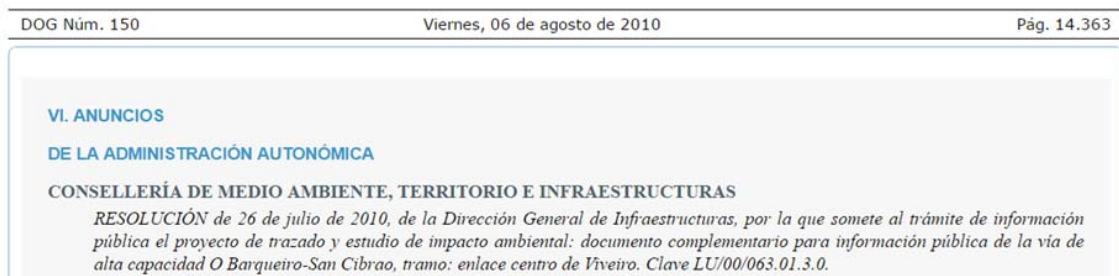 DOG Núm. 150 Viernes, 06 de agosto de 2010 Pág. 14.363
VI. ANUNCIOS
DE LA ADMINISTRACIÓN AUTONÓMICA
CONSELLERÍA DE MEDIO AMBIENTE, TERRITORIO E INFRAESTRUCTURAS
RESOLUCIÓN de 26 de julio de 2010, de la Dirección General de Infraestructuras, por la que somete al trámite de información
pública el proyecto de trazado y estudio de impacto ambiental: documento complementario para información pública de la vía de
alta capacidad O Barqueiro-San Cibrao, tramo: enlace centro de Viveiro. Clave LU/00/063.01.3.0.